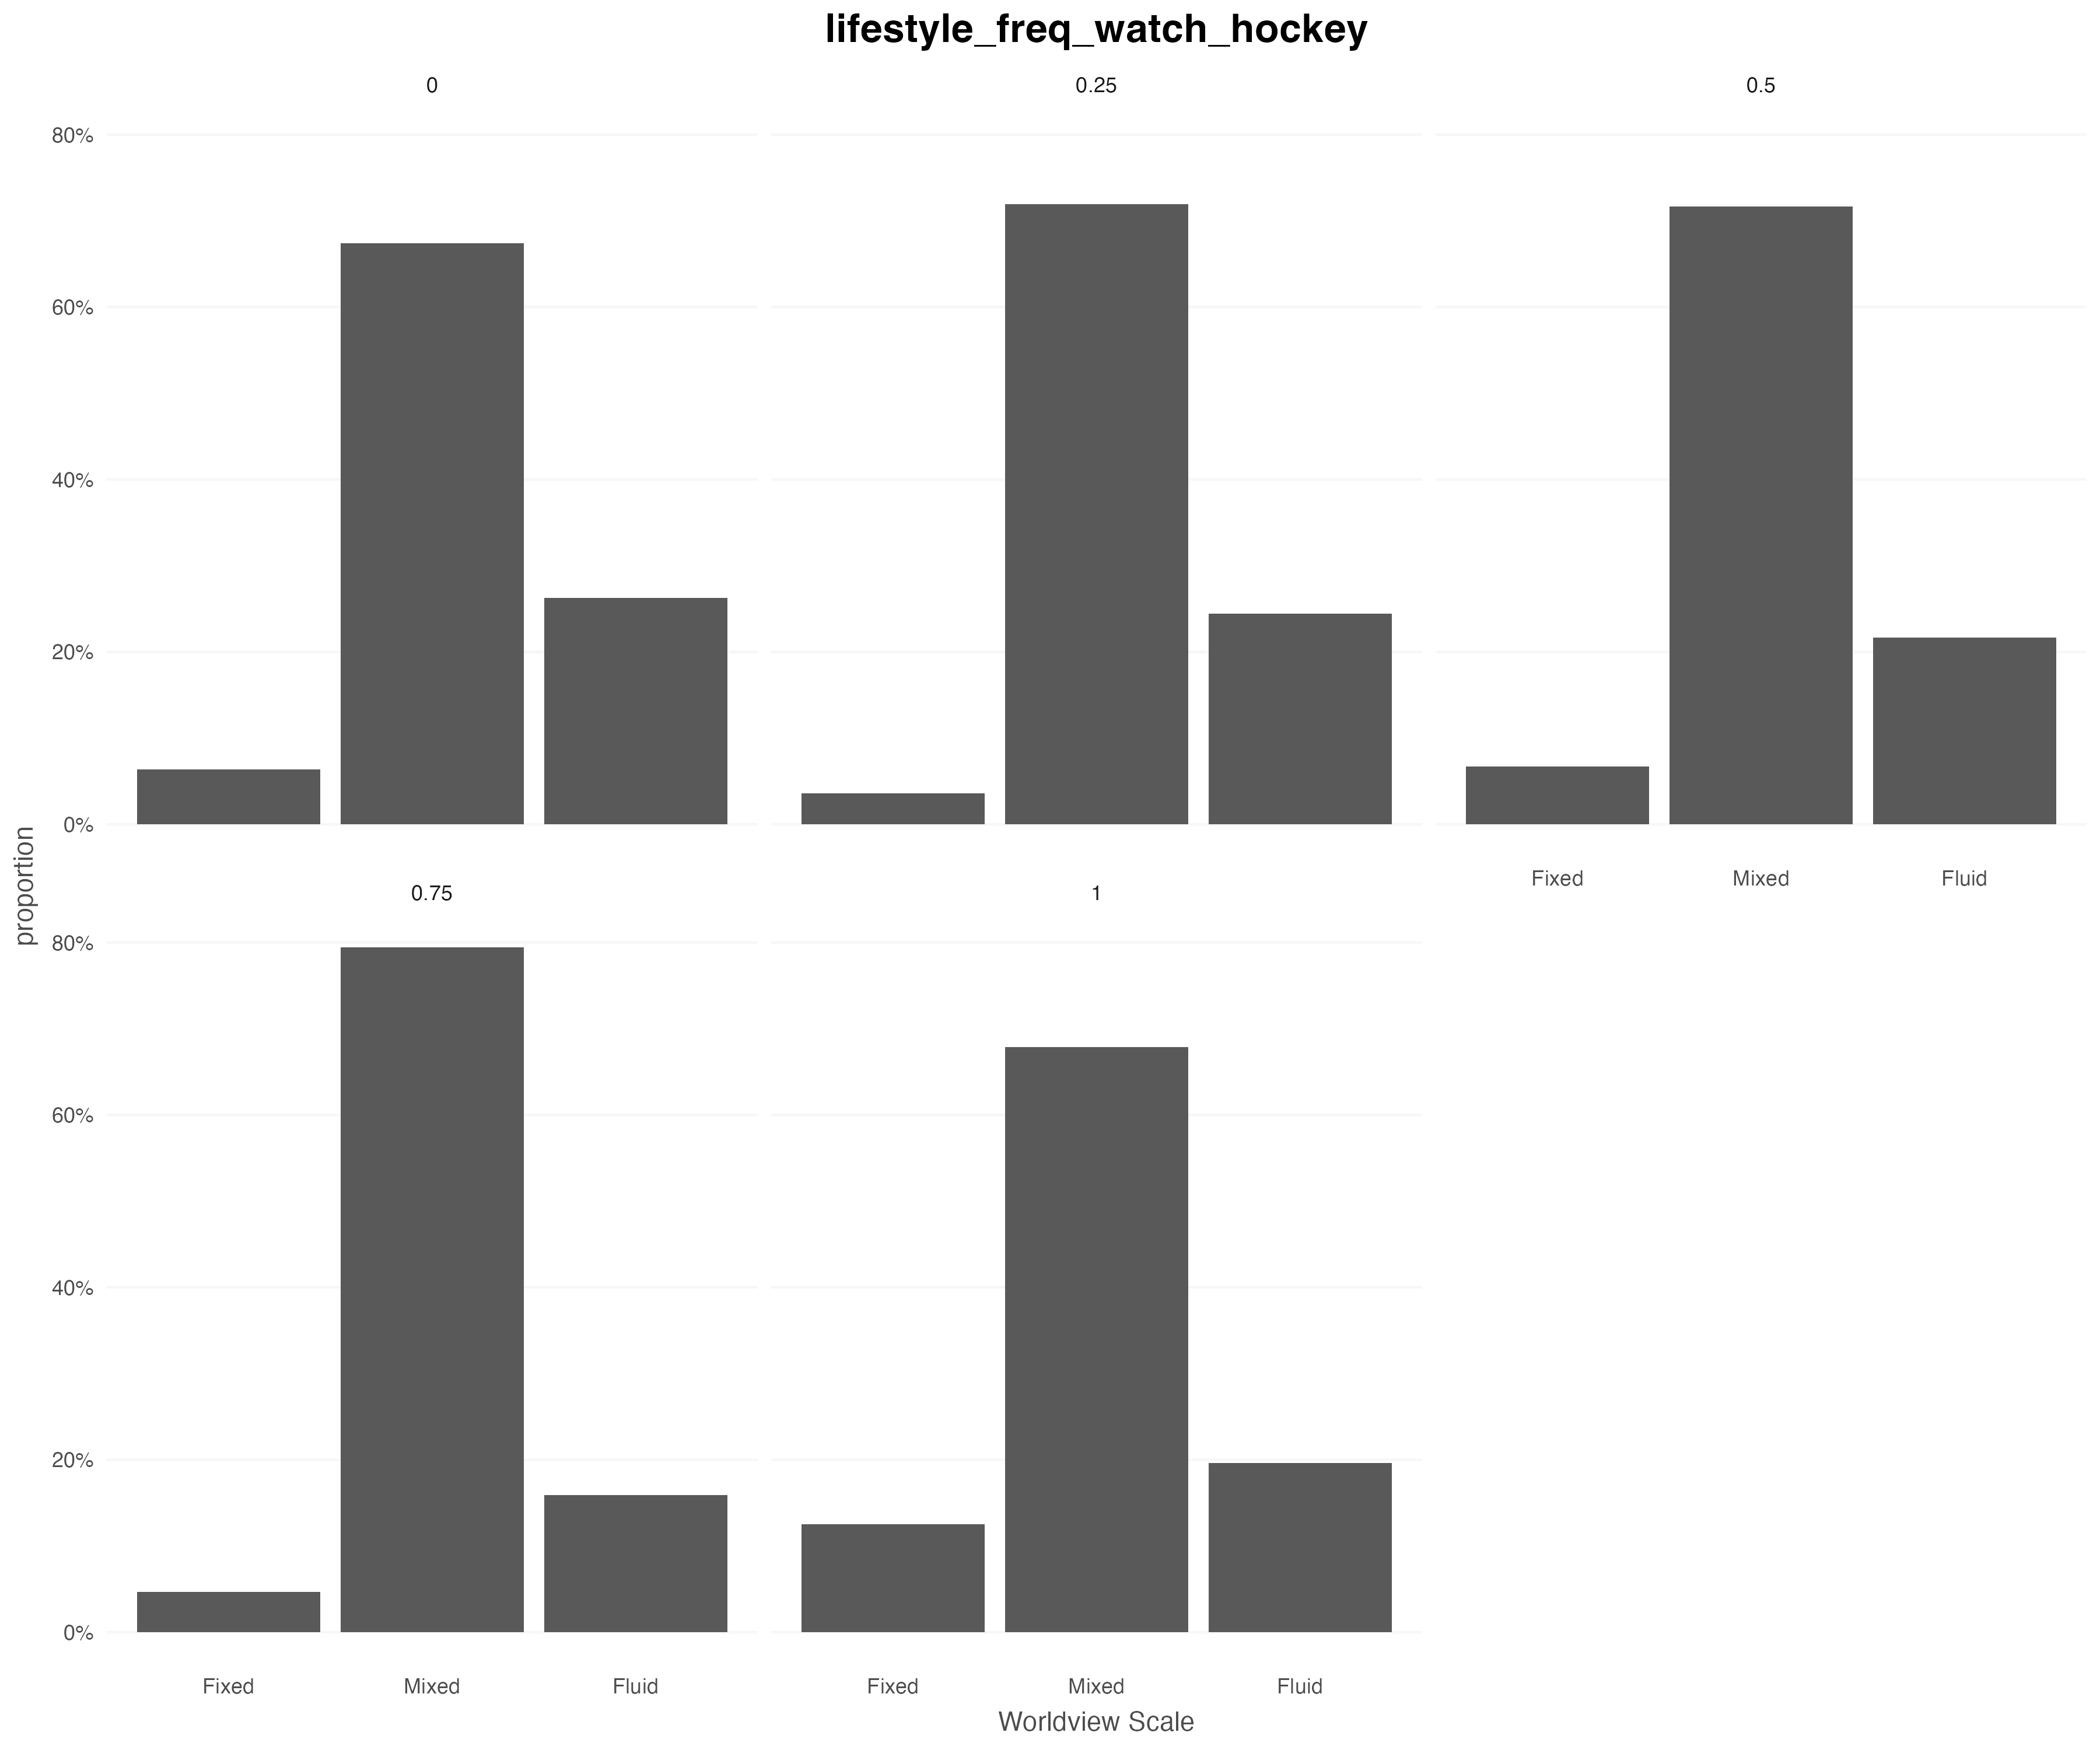 lifestyle_freq_watch_hockey
0
0.25
0.5
80%
60%
40%
20%
0%
Fixed
Mixed
Fluid
proportion
0.75
1
80%
60%
40%
20%
0%
Fixed
Mixed
Fluid
Fixed
Mixed
Fluid
Worldview Scale